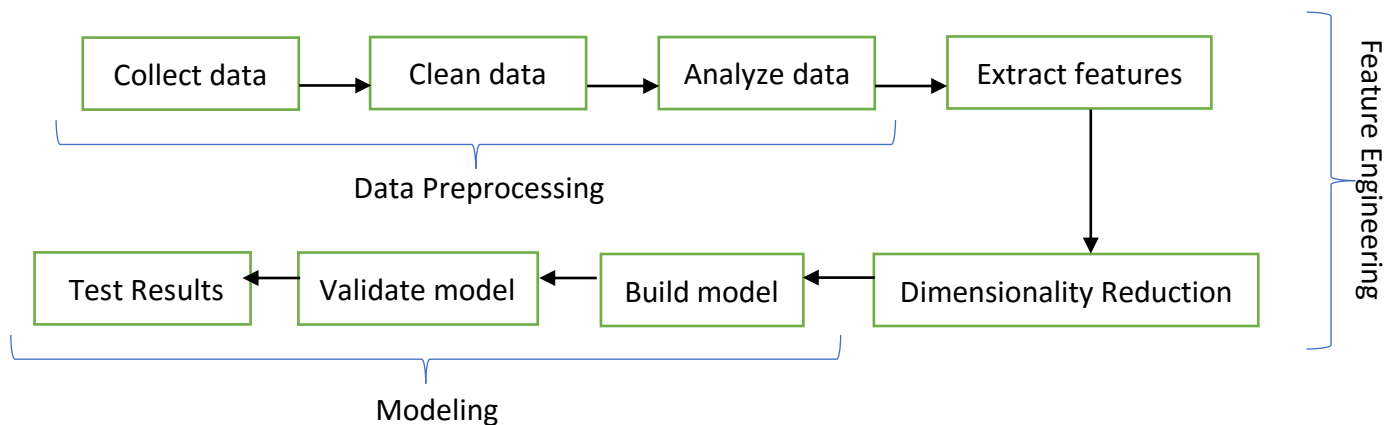 Collect data
Clean data
Analyze data
Extract features
Data Preprocessing
Feature Engineering
Test Results
Validate model
Build model
Dimensionality Reduction
Modeling